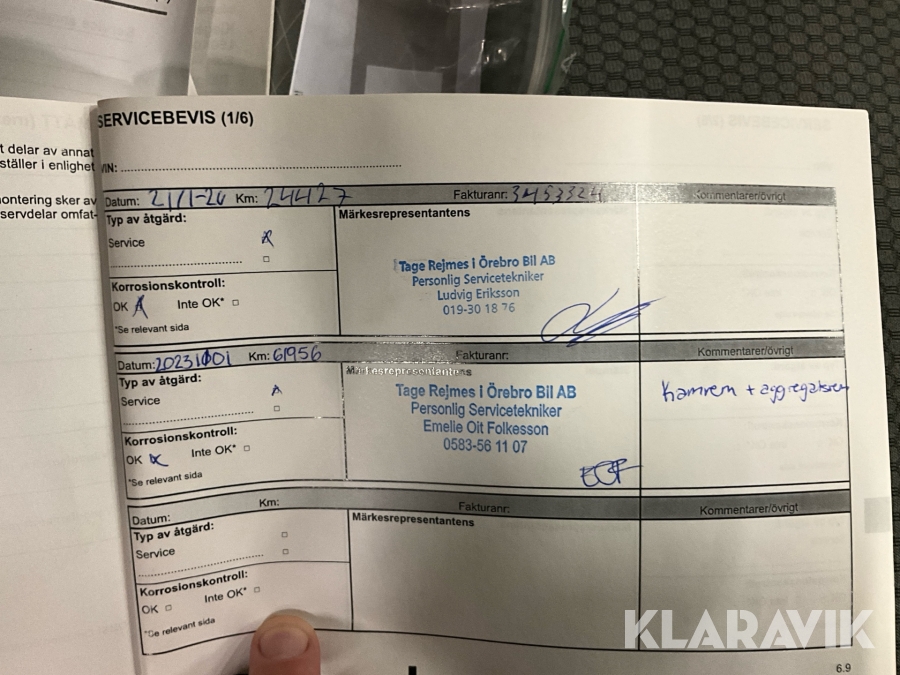 SERVICEBEVIS (1/6)
t delar av annat
ställer i enlighet
VIN:
ontering sker av
servdelar omfat-
Datum: 21/1-20 Km: 24427 Fakturanr: 3453324 Kommentarer/övrigt
Typ av åtgärd:
Märkesrepresentantens
Service
Tage Rejmes i Örebro Bil AB
Personlig Servicetekniker
Ludvig Eriksson
019-30 18 76
Korrosionskontroll:
OK Inte OK*
*Se relevant sida
Datum: 20231001 Km: 61956 Fakturanr: Kommentarer/övrigt
Typ av åtgärd:
Märkesrepresentantens
Service
Kamrem + aggregatsrem
Tage Rejmes i Örebro Bil AB
Personlig Servicetekniker
Emelie Oit Folkesson
0583-56 11 07
Korrosionskontroll:
OK Inte OK*
*Se relevant sida
EOF
Datum: Km: Fakturanr: Kommentarer/övrigt
Typ av åtgärd:
Märkesrepresentantens
Service
Korrosionskontroll:
OK Inte OK*
*Se relevant sida
KLARAVIK
6.9